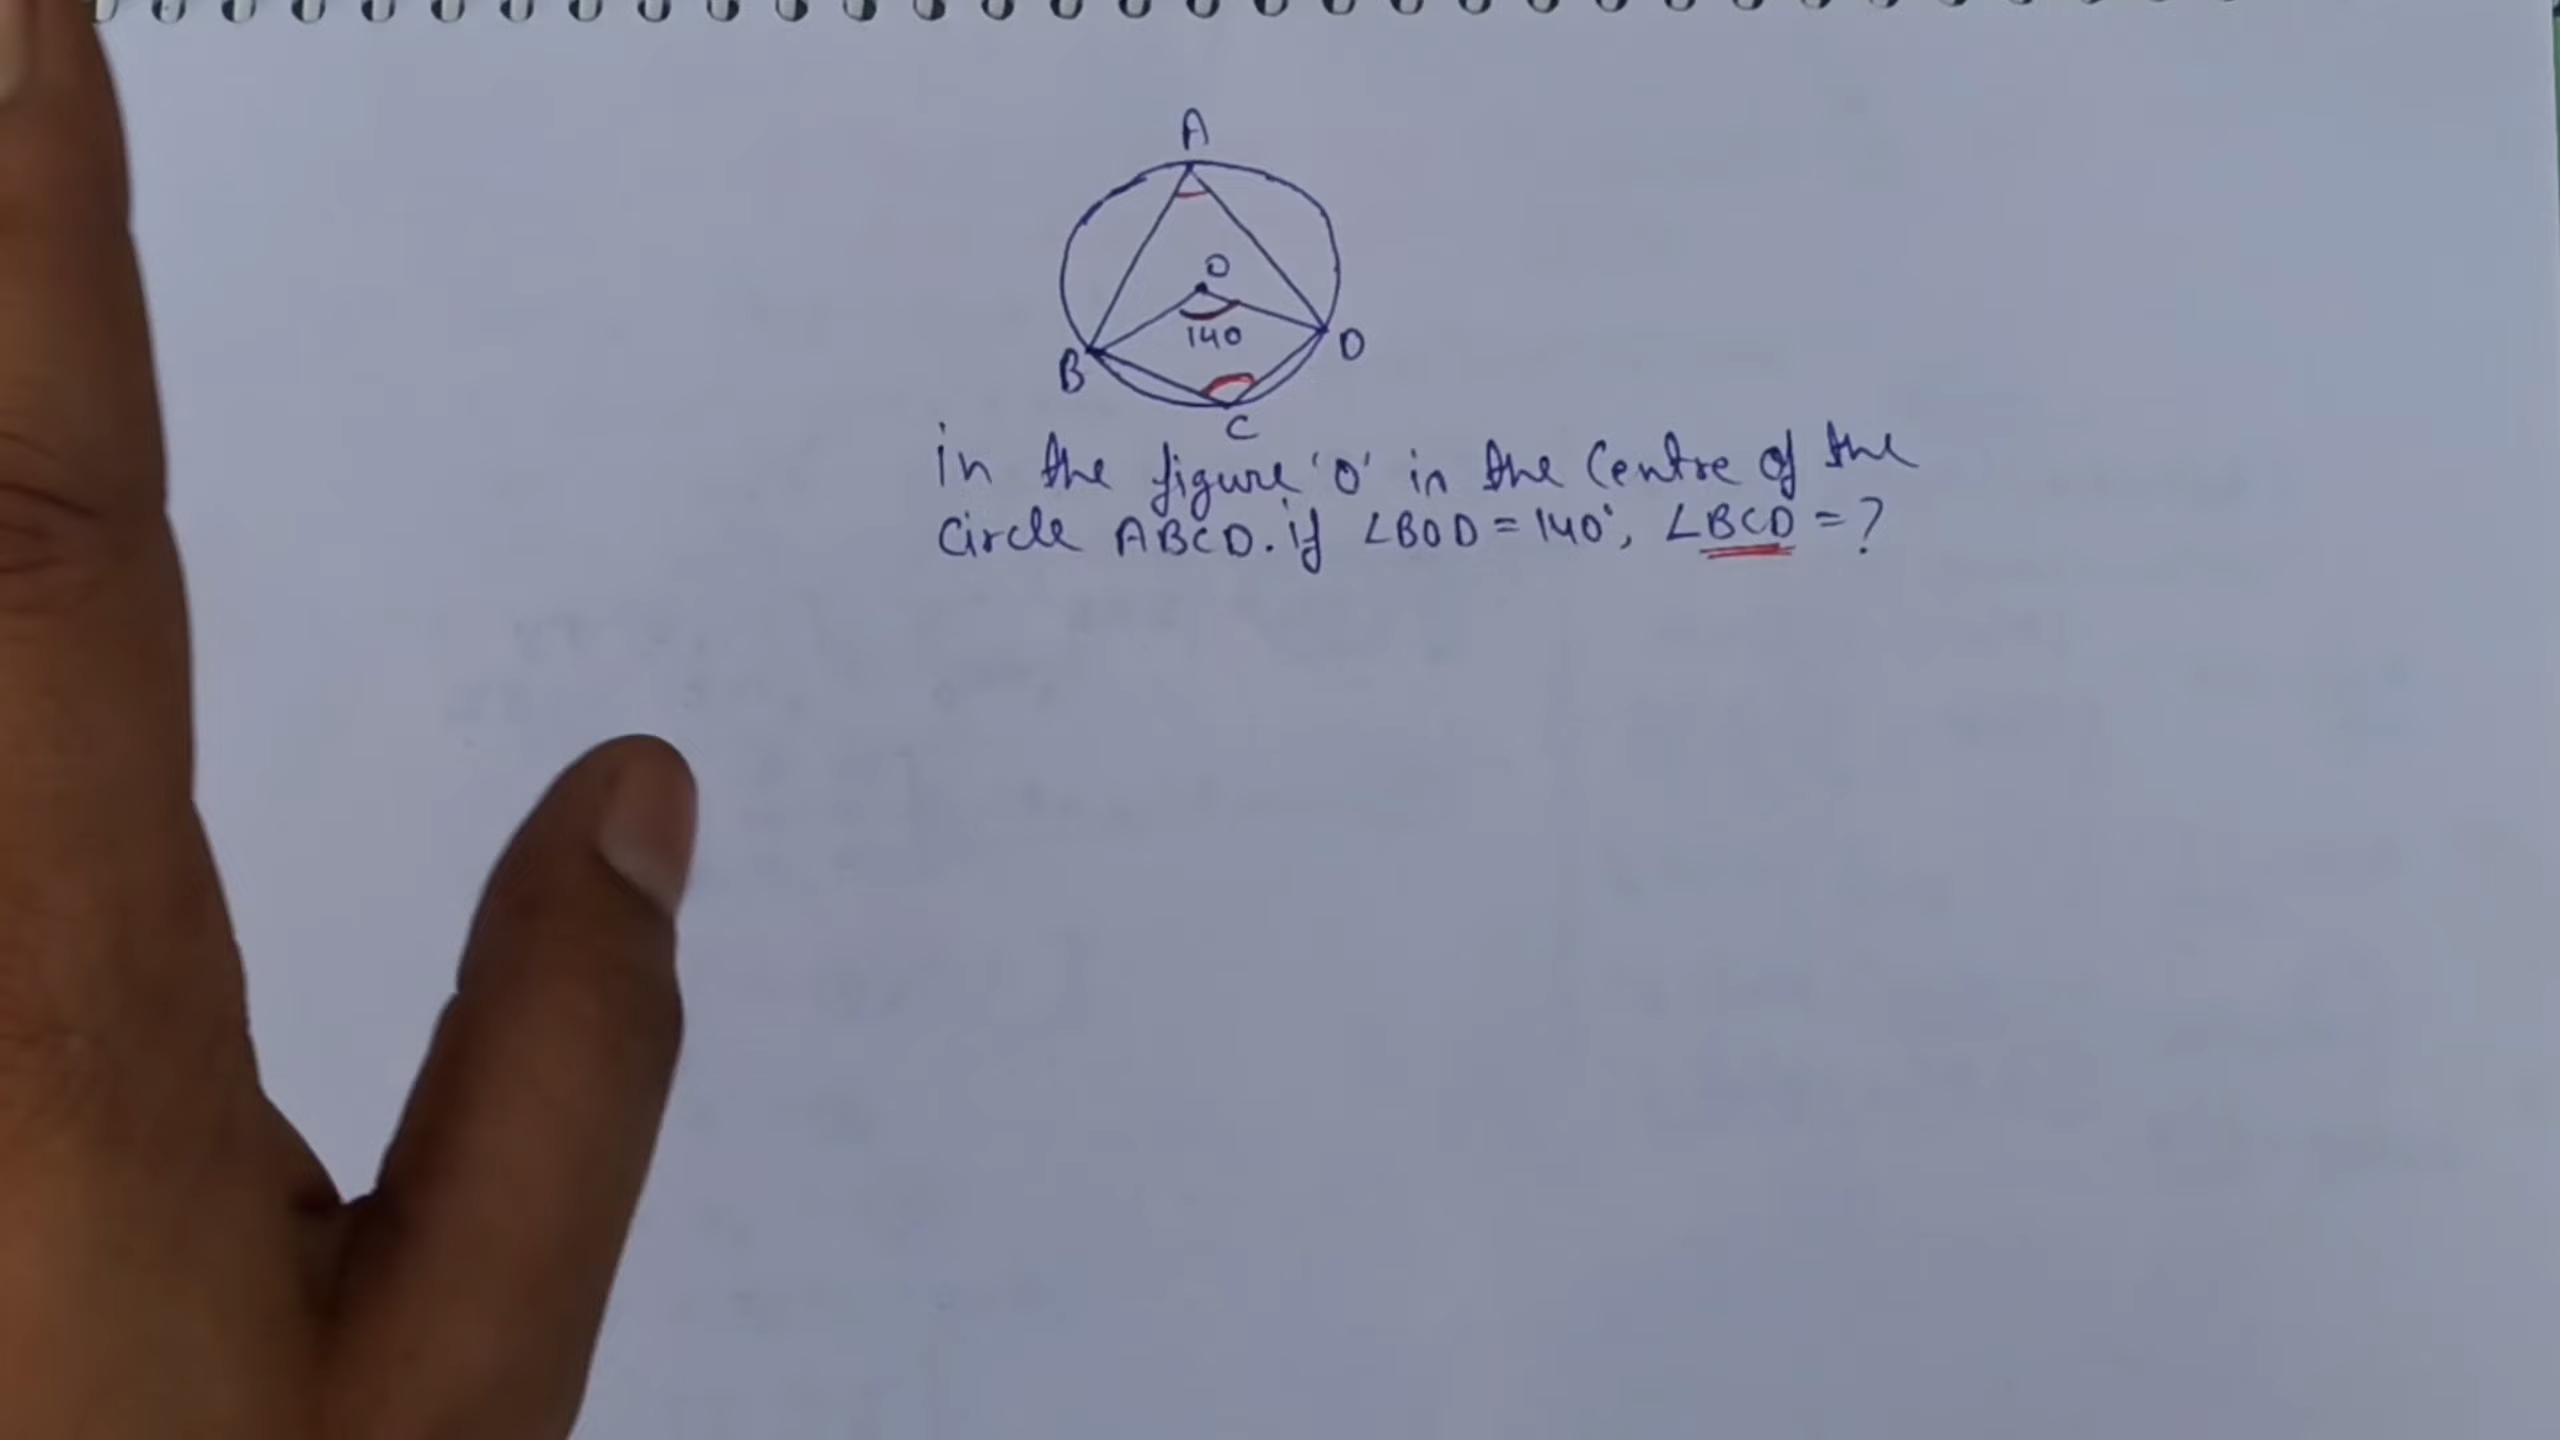 A
O
140
B
D
C
in the figure 'O' in the Centre of the
Circle ABCD. if ∠BOD = 140°, ∠BCD = ?